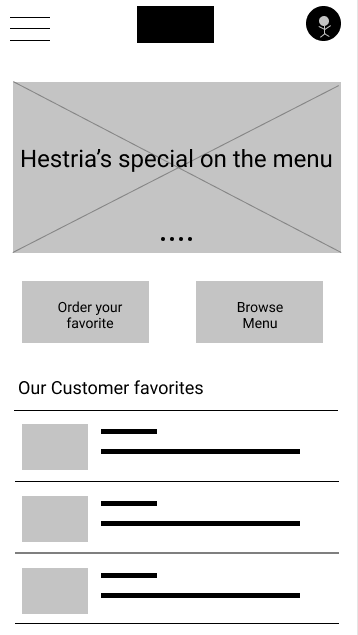 Hestria’s special on the menu
Order your
favorite
Browse
Menu
Our Customer favorites